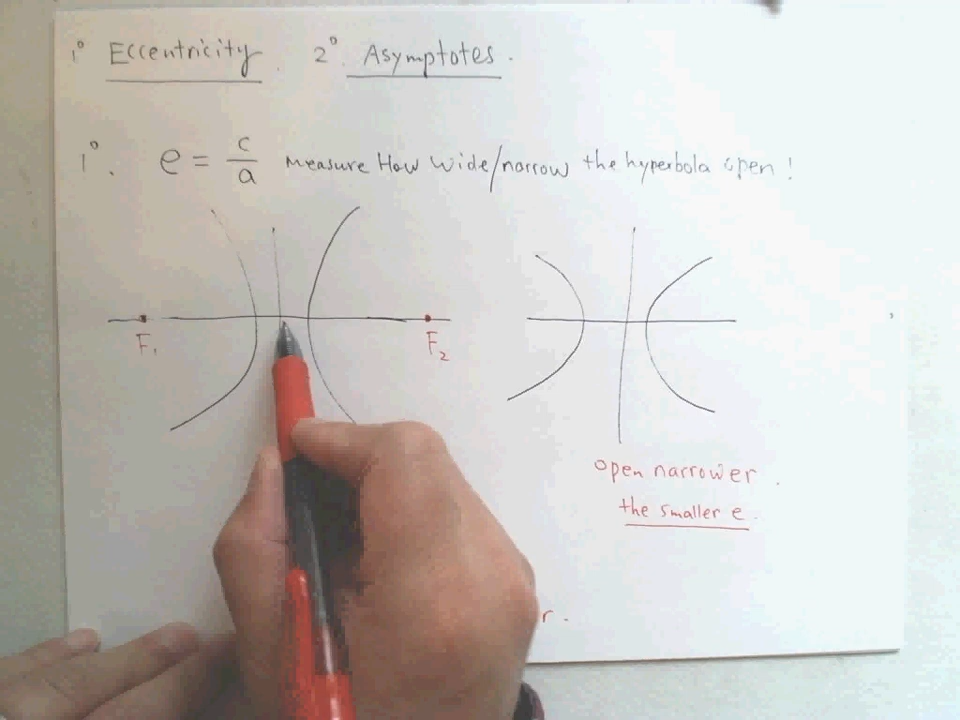 1° Eccentricity. 2° Asymptotes.
1°. e = c/a measure How wide/narrow the hyperbola open!
F₁
F₂
open narrower.
the smaller e.
r.